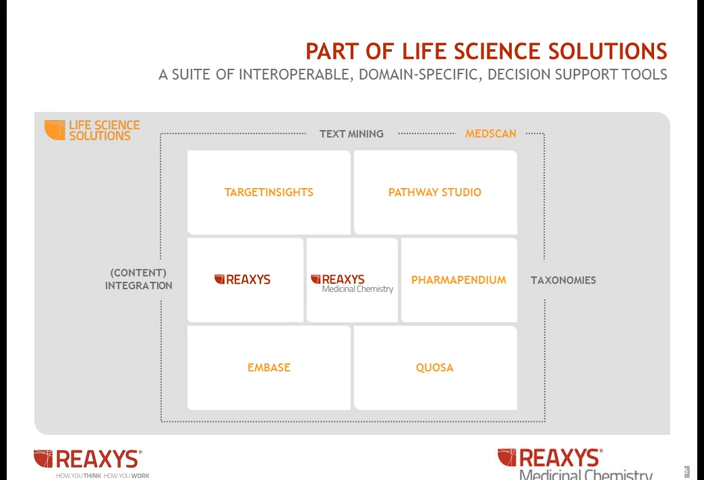 PART OF LIFE SCIENCE SOLUTIONS
A SUITE OF INTEROPERABLE, DOMAIN-SPECIFIC, DECISION SUPPORT TOOLS
LIFE SCIENCE
SOLUTIONS
TEXT MINING
MEDSCAN
TARGETINSIGHTS
PATHWAY STUDIO
(CONTENT)
INTEGRATION
REAXYS
REAXYS
Medicinal Chemistry
PHARMAPENDIUM
TAXONOMIES
EMBASE
QUOSA
REAXYS®
HOW YOU THINK HOW YOU WORK
REAXYS®
Medicinal Chemistry